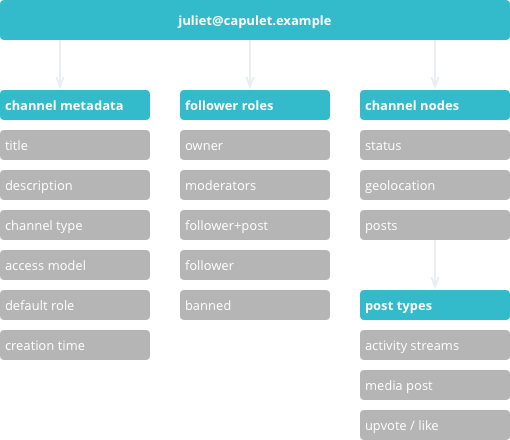 juliet@capulet.example
channel metadata
title
description
channel type
access model
default role
creation time
follower roles
owner
moderators
follower+post
follower
banned
channel nodes
status
geolocation
posts
post types
activity streams
media post
upvote / like